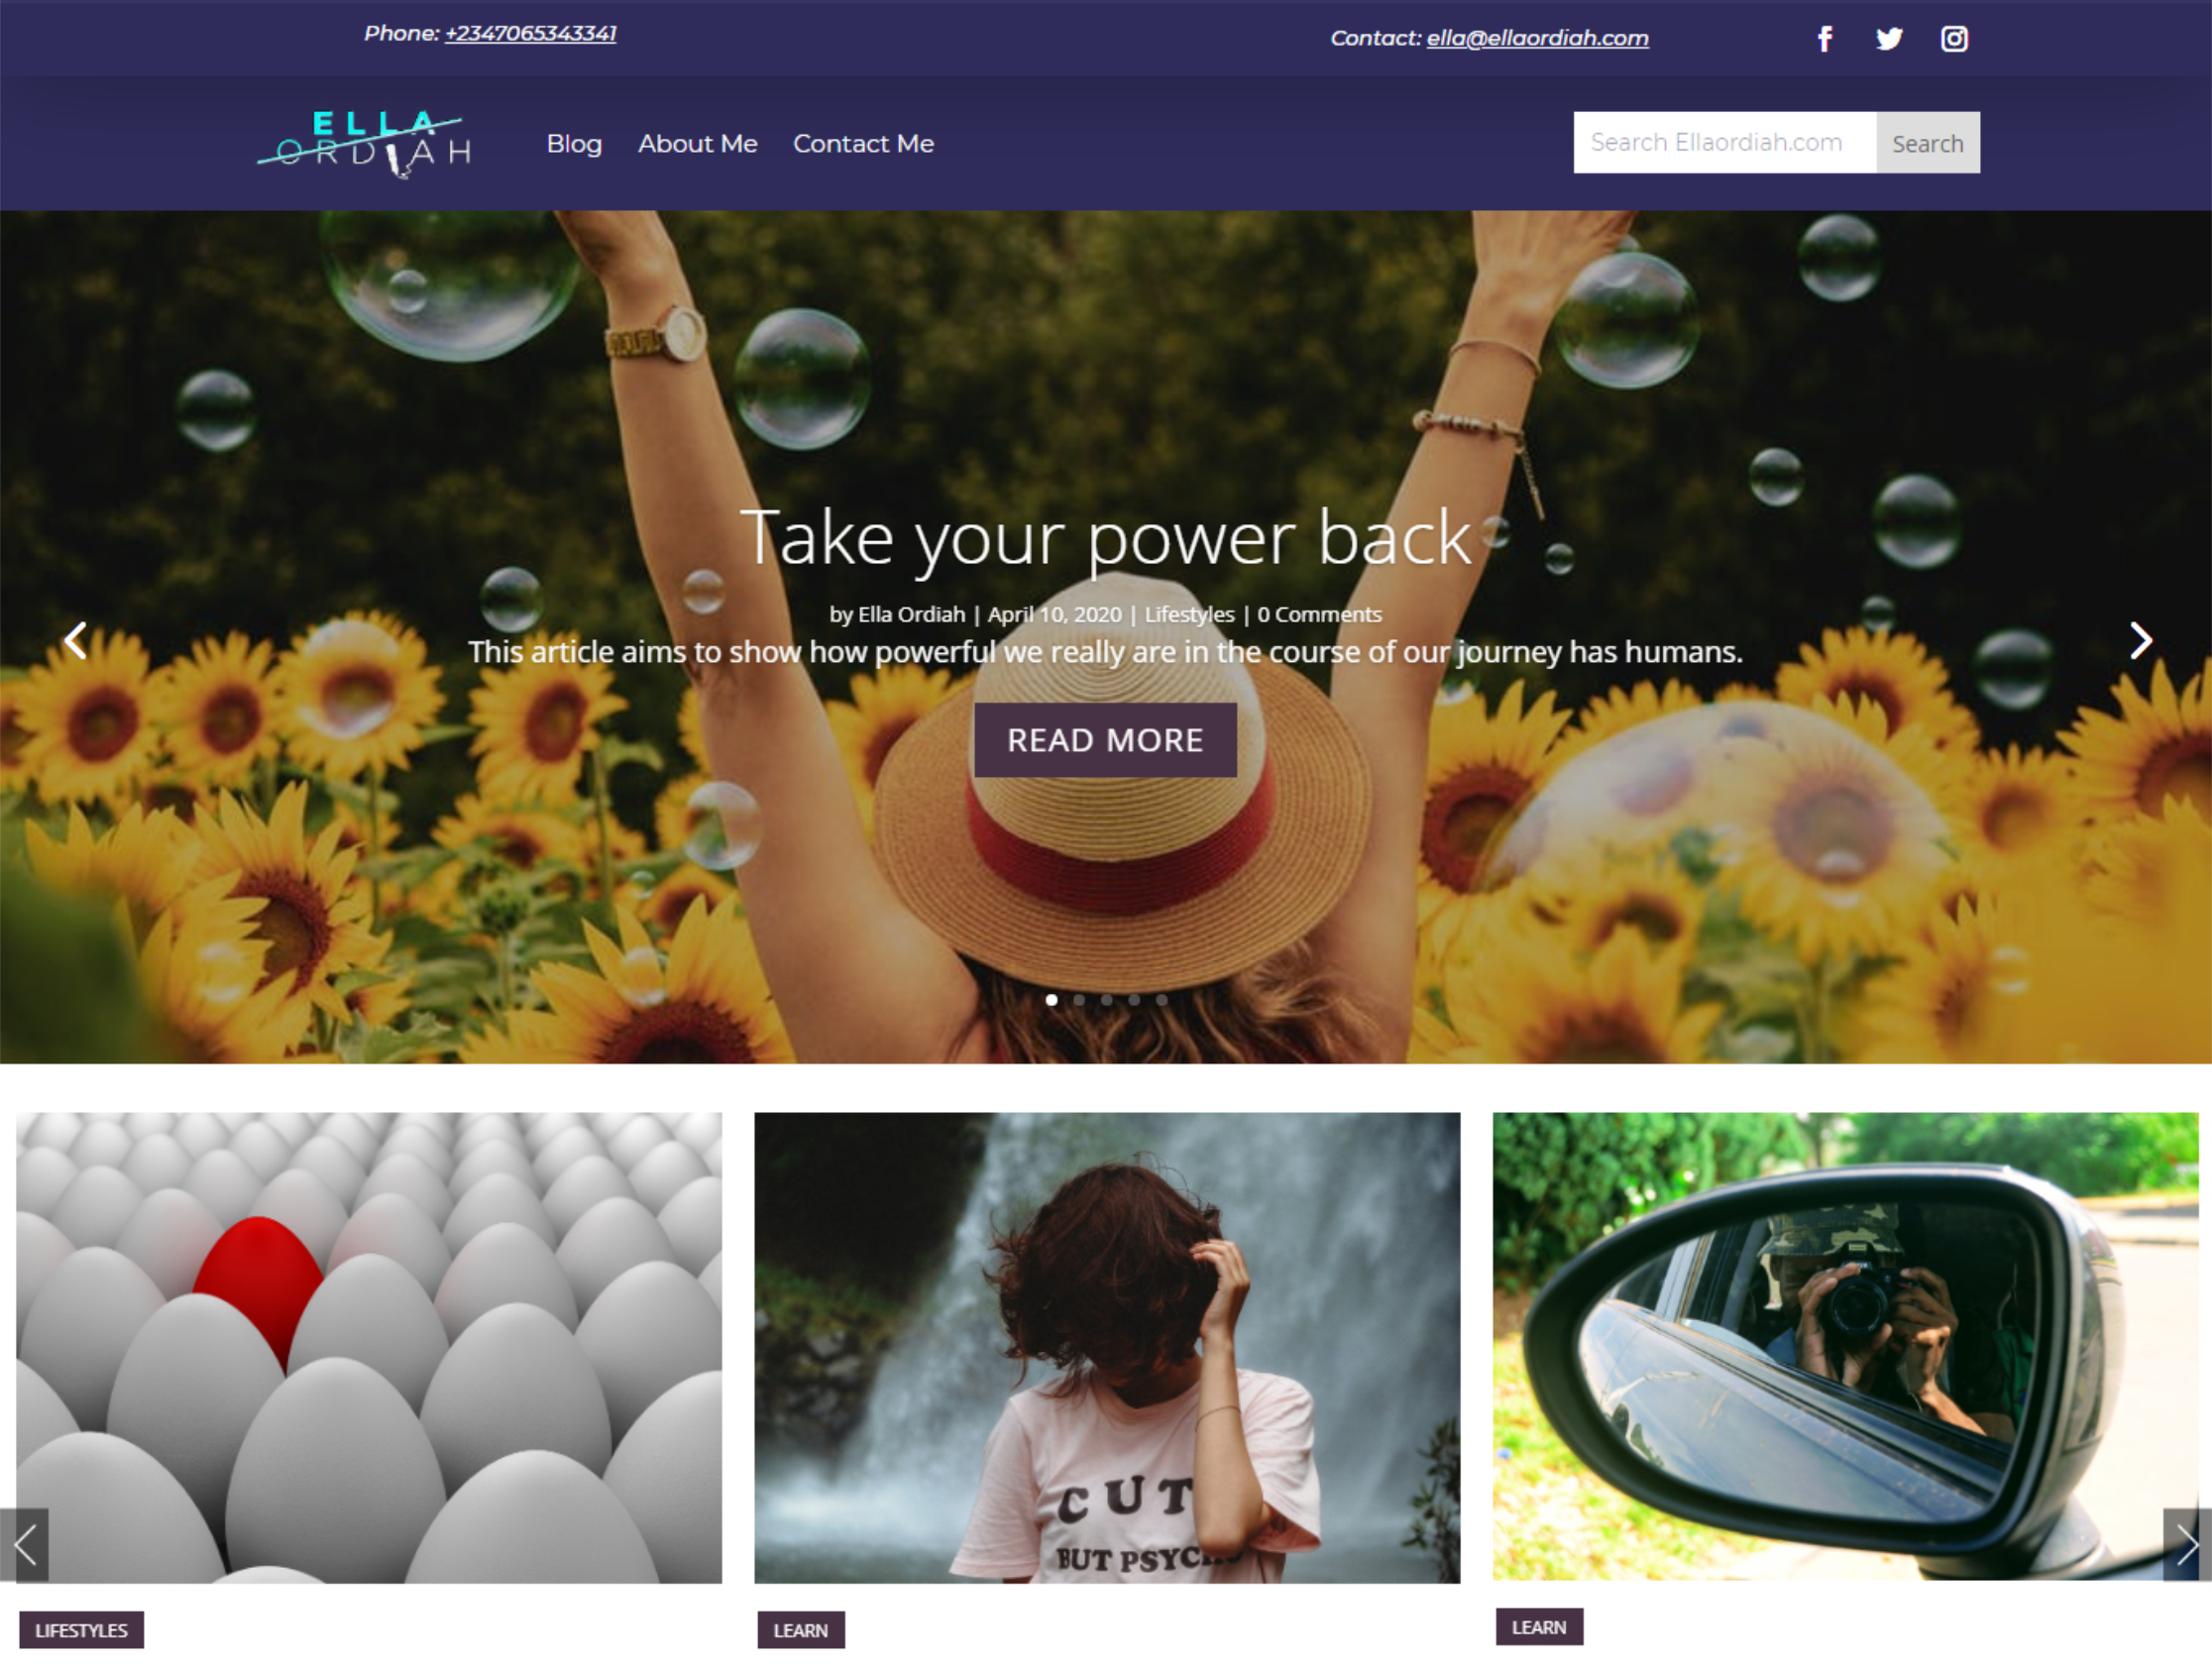 Phone: +2347065343341
Contact: ella@ellaordiah.com
ELLA
ORDIAH
Blog
About Me
Contact Me
Search Ellaordiah.com
Search
Take your power back
by Ella Ordiah | April 10, 2020 | Lifestyles | 0 Comments
This article aims to show how powerful we really are in the course of our journey has humans.
READ MORE
CUT
BUT PSYC
LIFESTYLES
LEARN
LEARN